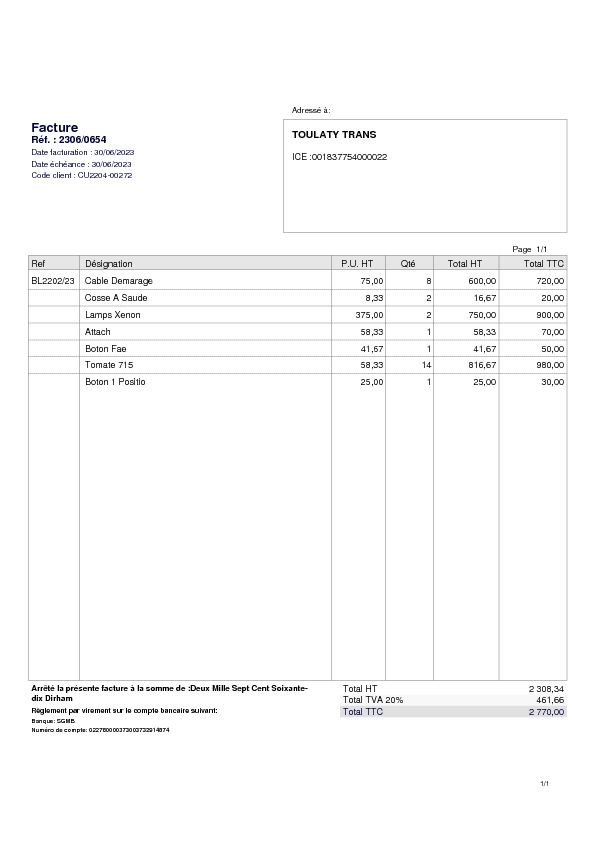 Adressé à:
Facture
Réf. : 2306/0654
Date facturation : 30/06/2023
Date échéance : 30/06/2023
Code client : CU2204-00272
TOULATY TRANS
ICE :001837754000022
Page 1/1
Ref Désignation P.U. HT Qté Total HT Total TTC
BL2202/23 Cable Demarage 75,00 8 600,00 720,00
Cosse A Saude 8,33 2 16,67 20,00
Lamps Xenon 375,00 2 750,00 900,00
Attach 58,33 1 58,33 70,00
Boton Fae 41,67 1 41,67 50,00
Tomate 715 58,33 14 816,67 980,00
Boton 1 Positio 25,00 1 25,00 30,00
Arrêté la présente facture à la somme de :Deux Mille Sept Cent Soixante-
dix Dirham
Règlement par virement sur le compte bancaire suivant:
Banque: SGMB
Numéro de compte: 022780000373003732914874
Total HT 2 308,34
Total TVA 20% 461,66
Total TTC 2 770,00
1/1